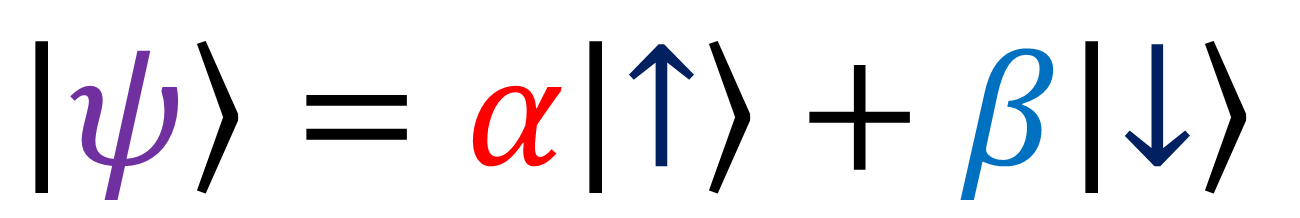 |ψ⟩ = α|↑⟩ + β|↓⟩